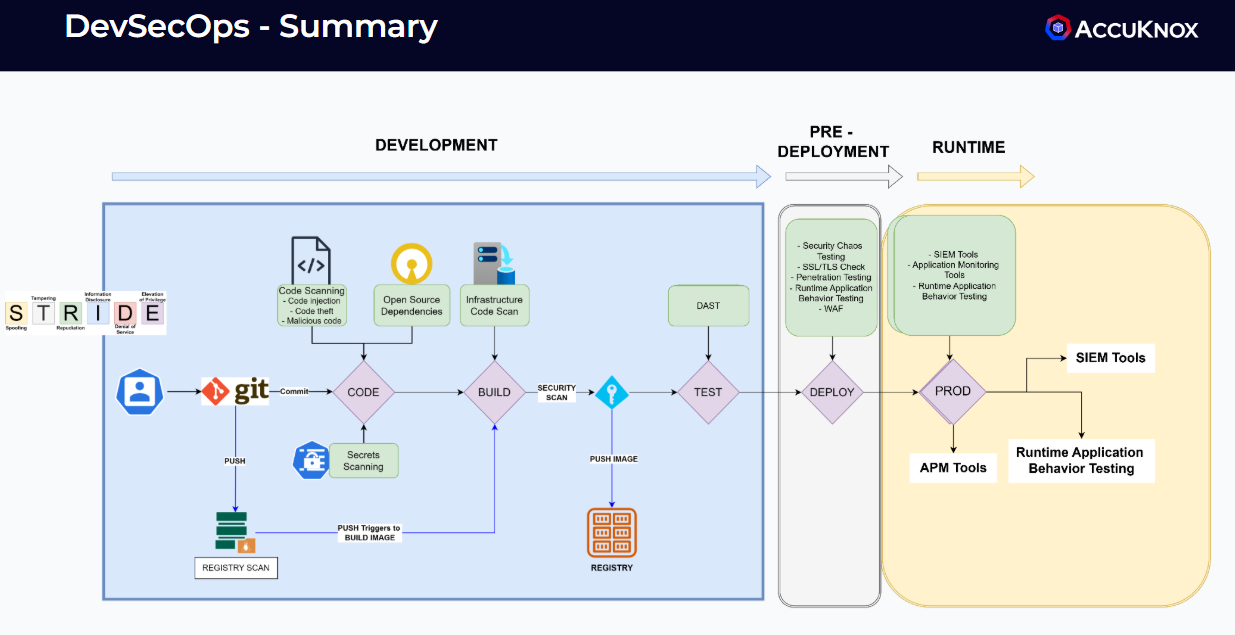 DevSecOps - Summary
ACCUKNOX
DEVELOPMENT
PRE -
DEPLOYMENT
RUNTIME
Code Scanning
- Code injection
- Code theft
- Malicious code
Open Source
Dependencies
Infrastructure
Code Scan
DAST
- Security Chaos
Testing
- SSL/TLS Check
- Penetration Testing
- Runtime Application
Behavior Testing
- WAF
- SIEM Tools
- Application Monitoring
Tools
- Runtime Application
Behavior Testing
Tampering
Information
Disclosure
Elevation
of Privilege
S T R I D E
Spoofing
Repudiation
Denial of
Service
git
Commit
CODE
BUILD
SECURITY
SCAN
TEST
DEPLOY
PROD
SIEM Tools
APM Tools
Runtime Application
Behavior Testing
Secrets
Scanning
PUSH
PUSH IMAGE
PUSH Triggers to
BUILD IMAGE
REGISTRY SCAN
REGISTRY